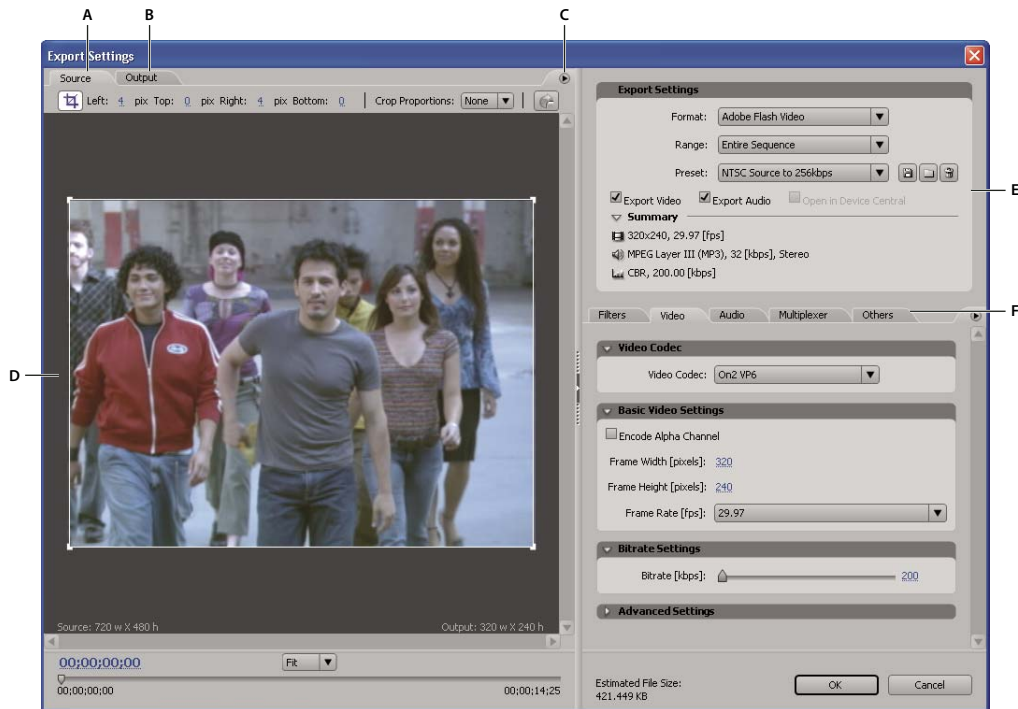 A B C
Export Settings
Source Output
Left: 4 pix Top: 0 pix Right: 4 pix Bottom: 0 Crop Proportions: None
Export Settings
Format: Adobe Flash Video
Range: Entire Sequence
Preset: NTSC Source to 256kbps
E
Export Video Export Audio Open in Device Central
Summary
320x240, 29.97 [fps]
MPEG Layer III (MP3), 32 [kbps], Stereo
CBR, 200.00 [kbps]
Filters Video Audio Multiplexer Others
F
Video Codec
D
Video Codec: On2 VP6
Basic Video Settings
Encode Alpha Channel
Frame Width [pixels]: 320
Frame Height [pixels]: 240
Frame Rate [fps]: 29.97
Bitrate Settings
Bitrate [kbps]: 200
Advanced Settings
Source: 720 w X 480 h Output: 320 w X 240 h
00;00;00;00 Fit
00;00;00;00 00;00;14;25
Estimated File Size:
421.449 KB
OK Cancel